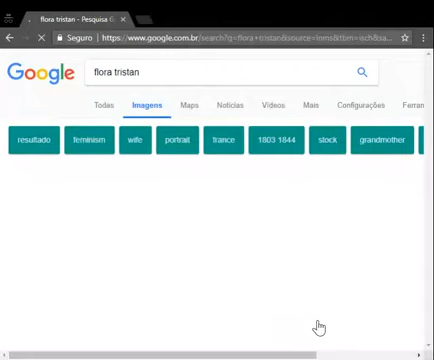 flora tristan - Pesquisa G
Seguro https://www.google.com.br/search?q=flora+tristan&source=lnms&tbm=isch&sa...
Google flora tristan
Todas Imagens Maps Notícias Vídeos Mais Configurações Ferran
resultado feminism wife portrait trance 1803 1844 stock grandmother